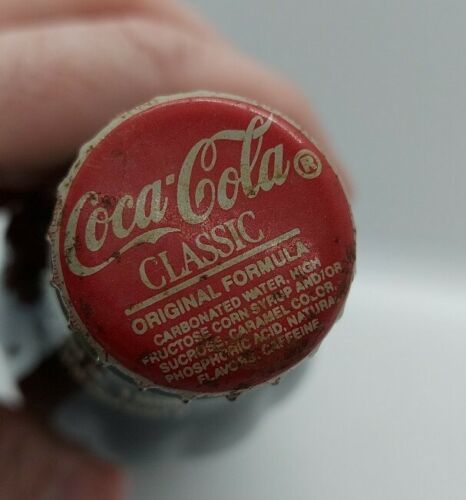 Coca-Cola®
CLASSIC
ORIGINAL FORMULA
CARBONATED WATER, HIGH
FRUCTOSE CORN SYRUP AND/OR
SUCROSE, CARAMEL COLOR,
PHOSPHORIC ACID, NATURAL
FLAVORS, CAFFEINE.